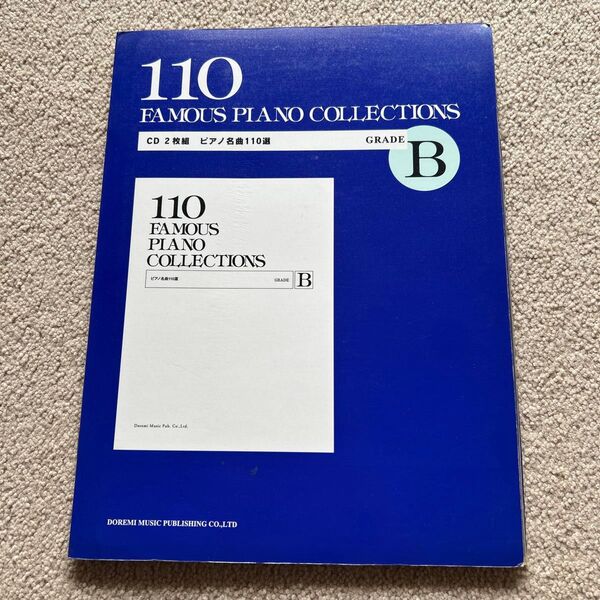 110
FAMOUS PIANO COLLECTIONS
CD 2枚組 ピアノ名曲110選 GRADE B
110
FAMOUS
PIANO
COLLECTIONS
ピアノ名曲110選 GRADE B
Doremi Music Pub. Co.,Ltd.
DOREMI MUSIC PUBLISHING CO.,LTD